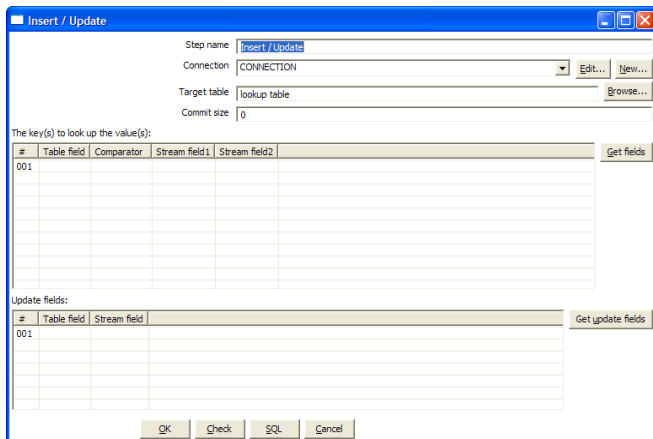 Insert / Update
Step name Insert / Update
Connection CONNECTION Edit... New...
Target table lookup table Browse...
Commit size 0
The key(s) to look up the value(s):
# Table field Comparator Stream field1 Stream field2 Get fields
001
Update fields:
# Table field Stream field Get update fields
001
OK Check SQL Cancel